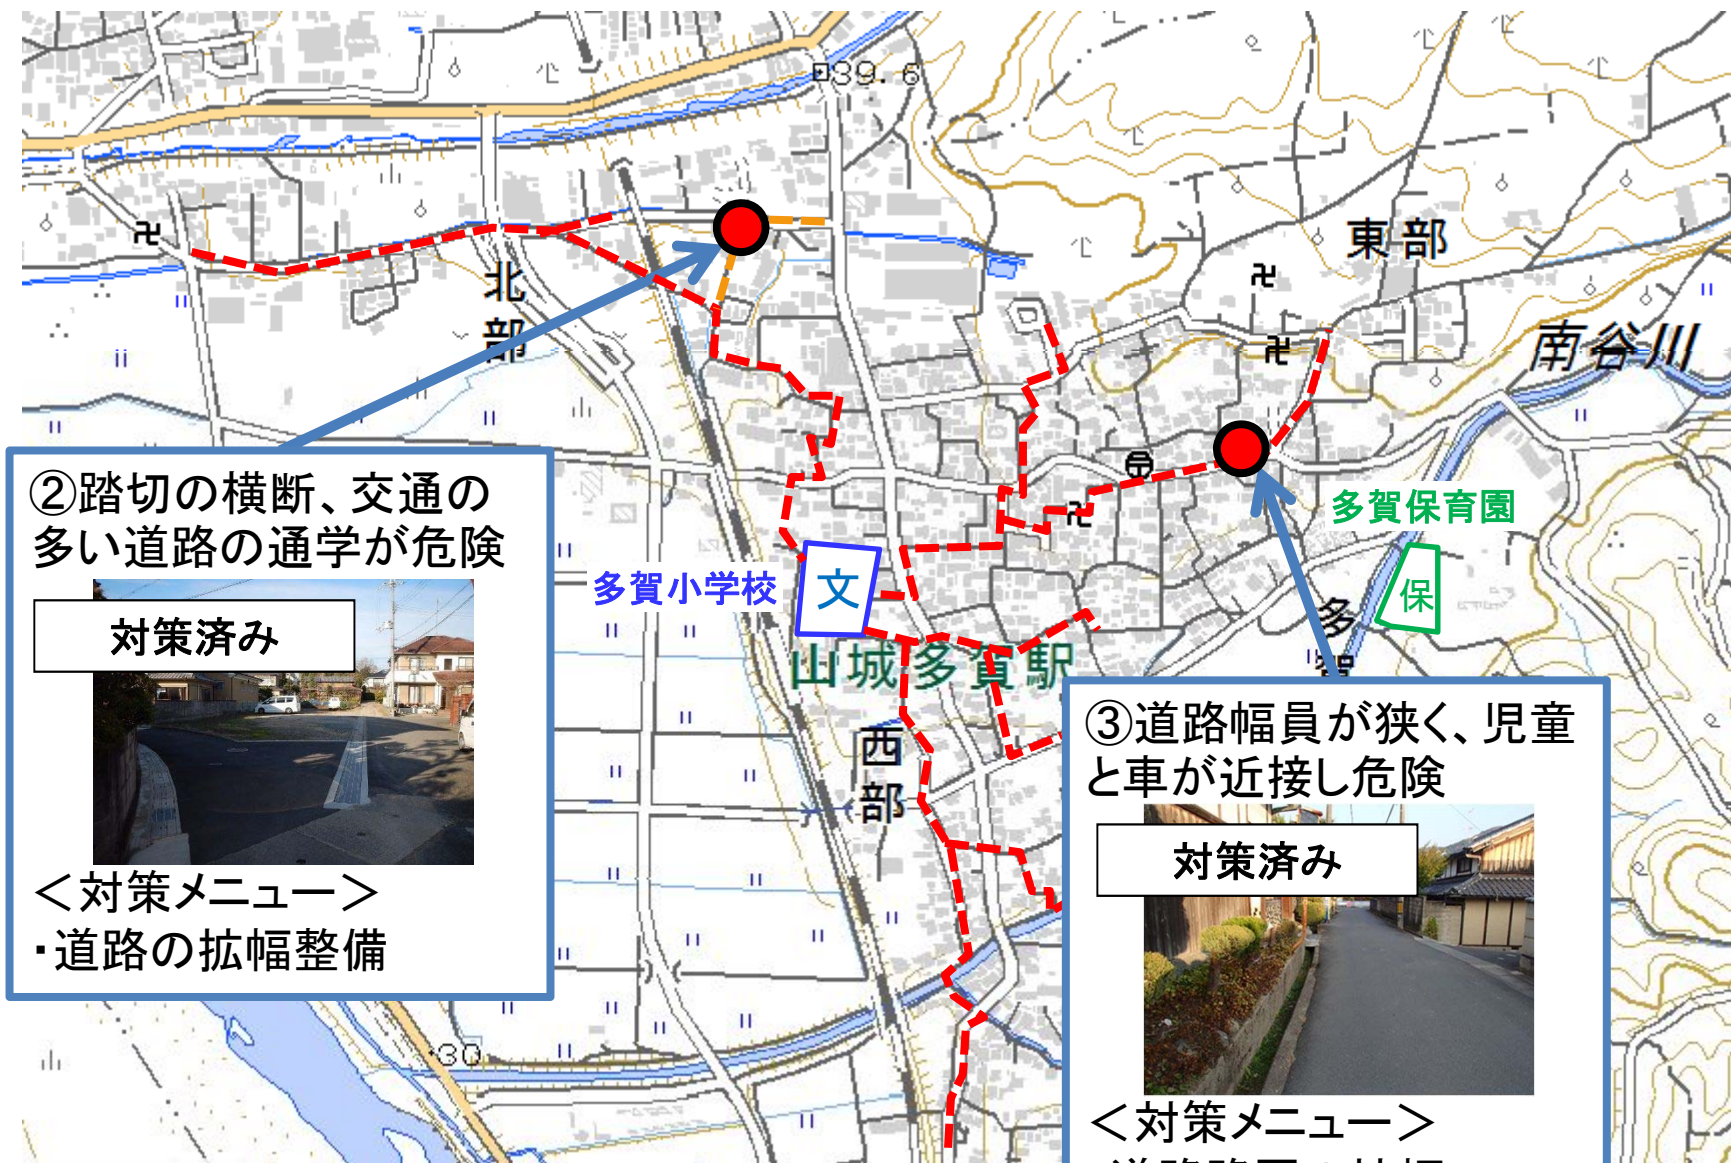 39.6
東部
北部
南谷川
②踏切の横断、交通の
多い道路の通学が危険
対策済み
＜対策メニュー＞
・道路の拡幅整備
多賀保育園
保
多賀小学校
文
山城多賀駅
西部
多賀
③道路幅員が狭く、児童
と車が近接し危険
対策済み
＜対策メニュー＞
30